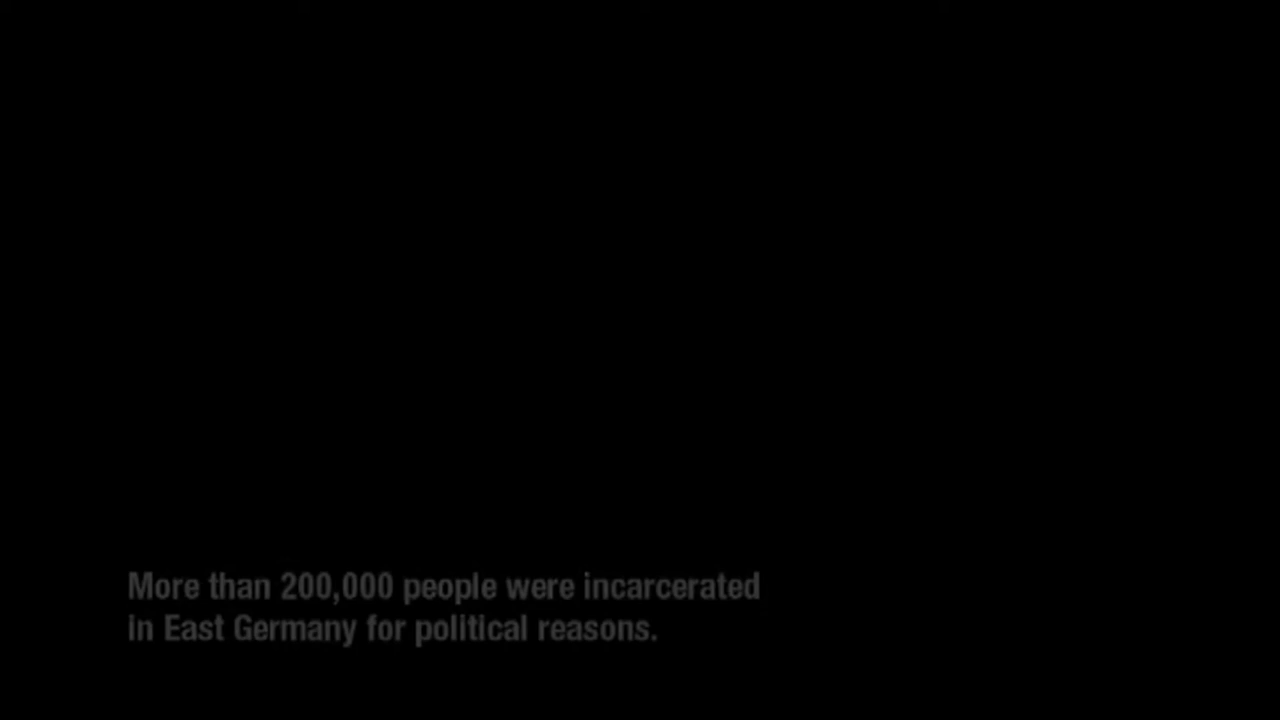 More than 200,000 people were incarcerated
in East Germany for political reasons.